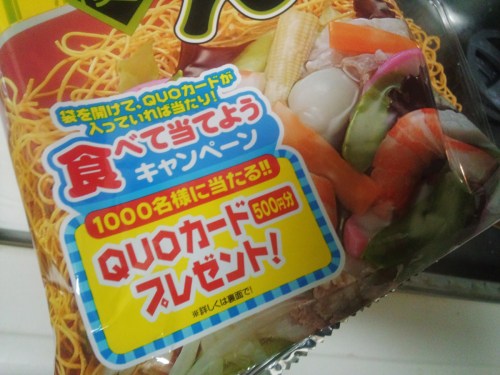 ん
袋を開けて、QUOカードが
入っていれば当たり!
食べて当てよう
キャンペーン
1000名様に当たる!!
QUOカード 500円分
プレゼント!
※詳しくは裏面で!